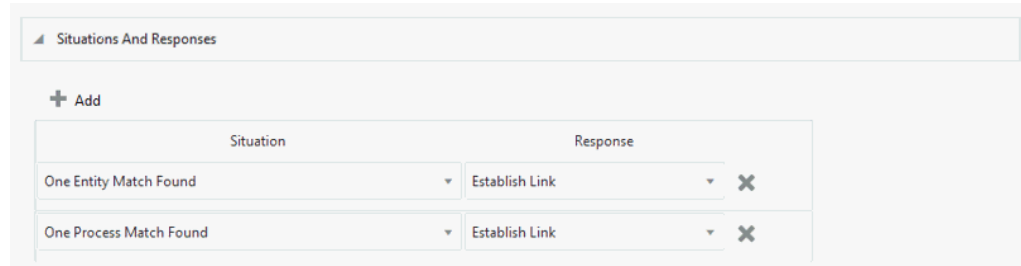 Situations And Responses
Add
Situation Response
One Entity Match Found Establish Link
One Process Match Found Establish Link